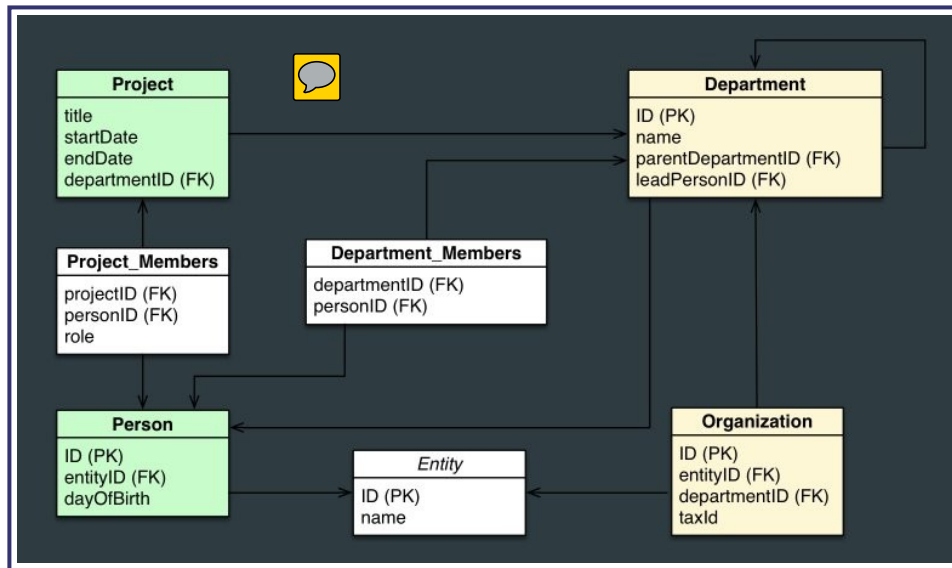 Project
title
startDate
endDate
departmentID (FK)
Department
ID (PK)
name
parentDepartmentID (FK)
leadPersonID (FK)
Project_Members
projectID (FK)
personID (FK)
role
Department_Members
departmentID (FK)
personID (FK)
Person
ID (PK)
entityID (FK)
dayOfBirth
Entity
ID (PK)
name
Organization
ID (PK)
entityID (FK)
departmentID (FK)
taxId